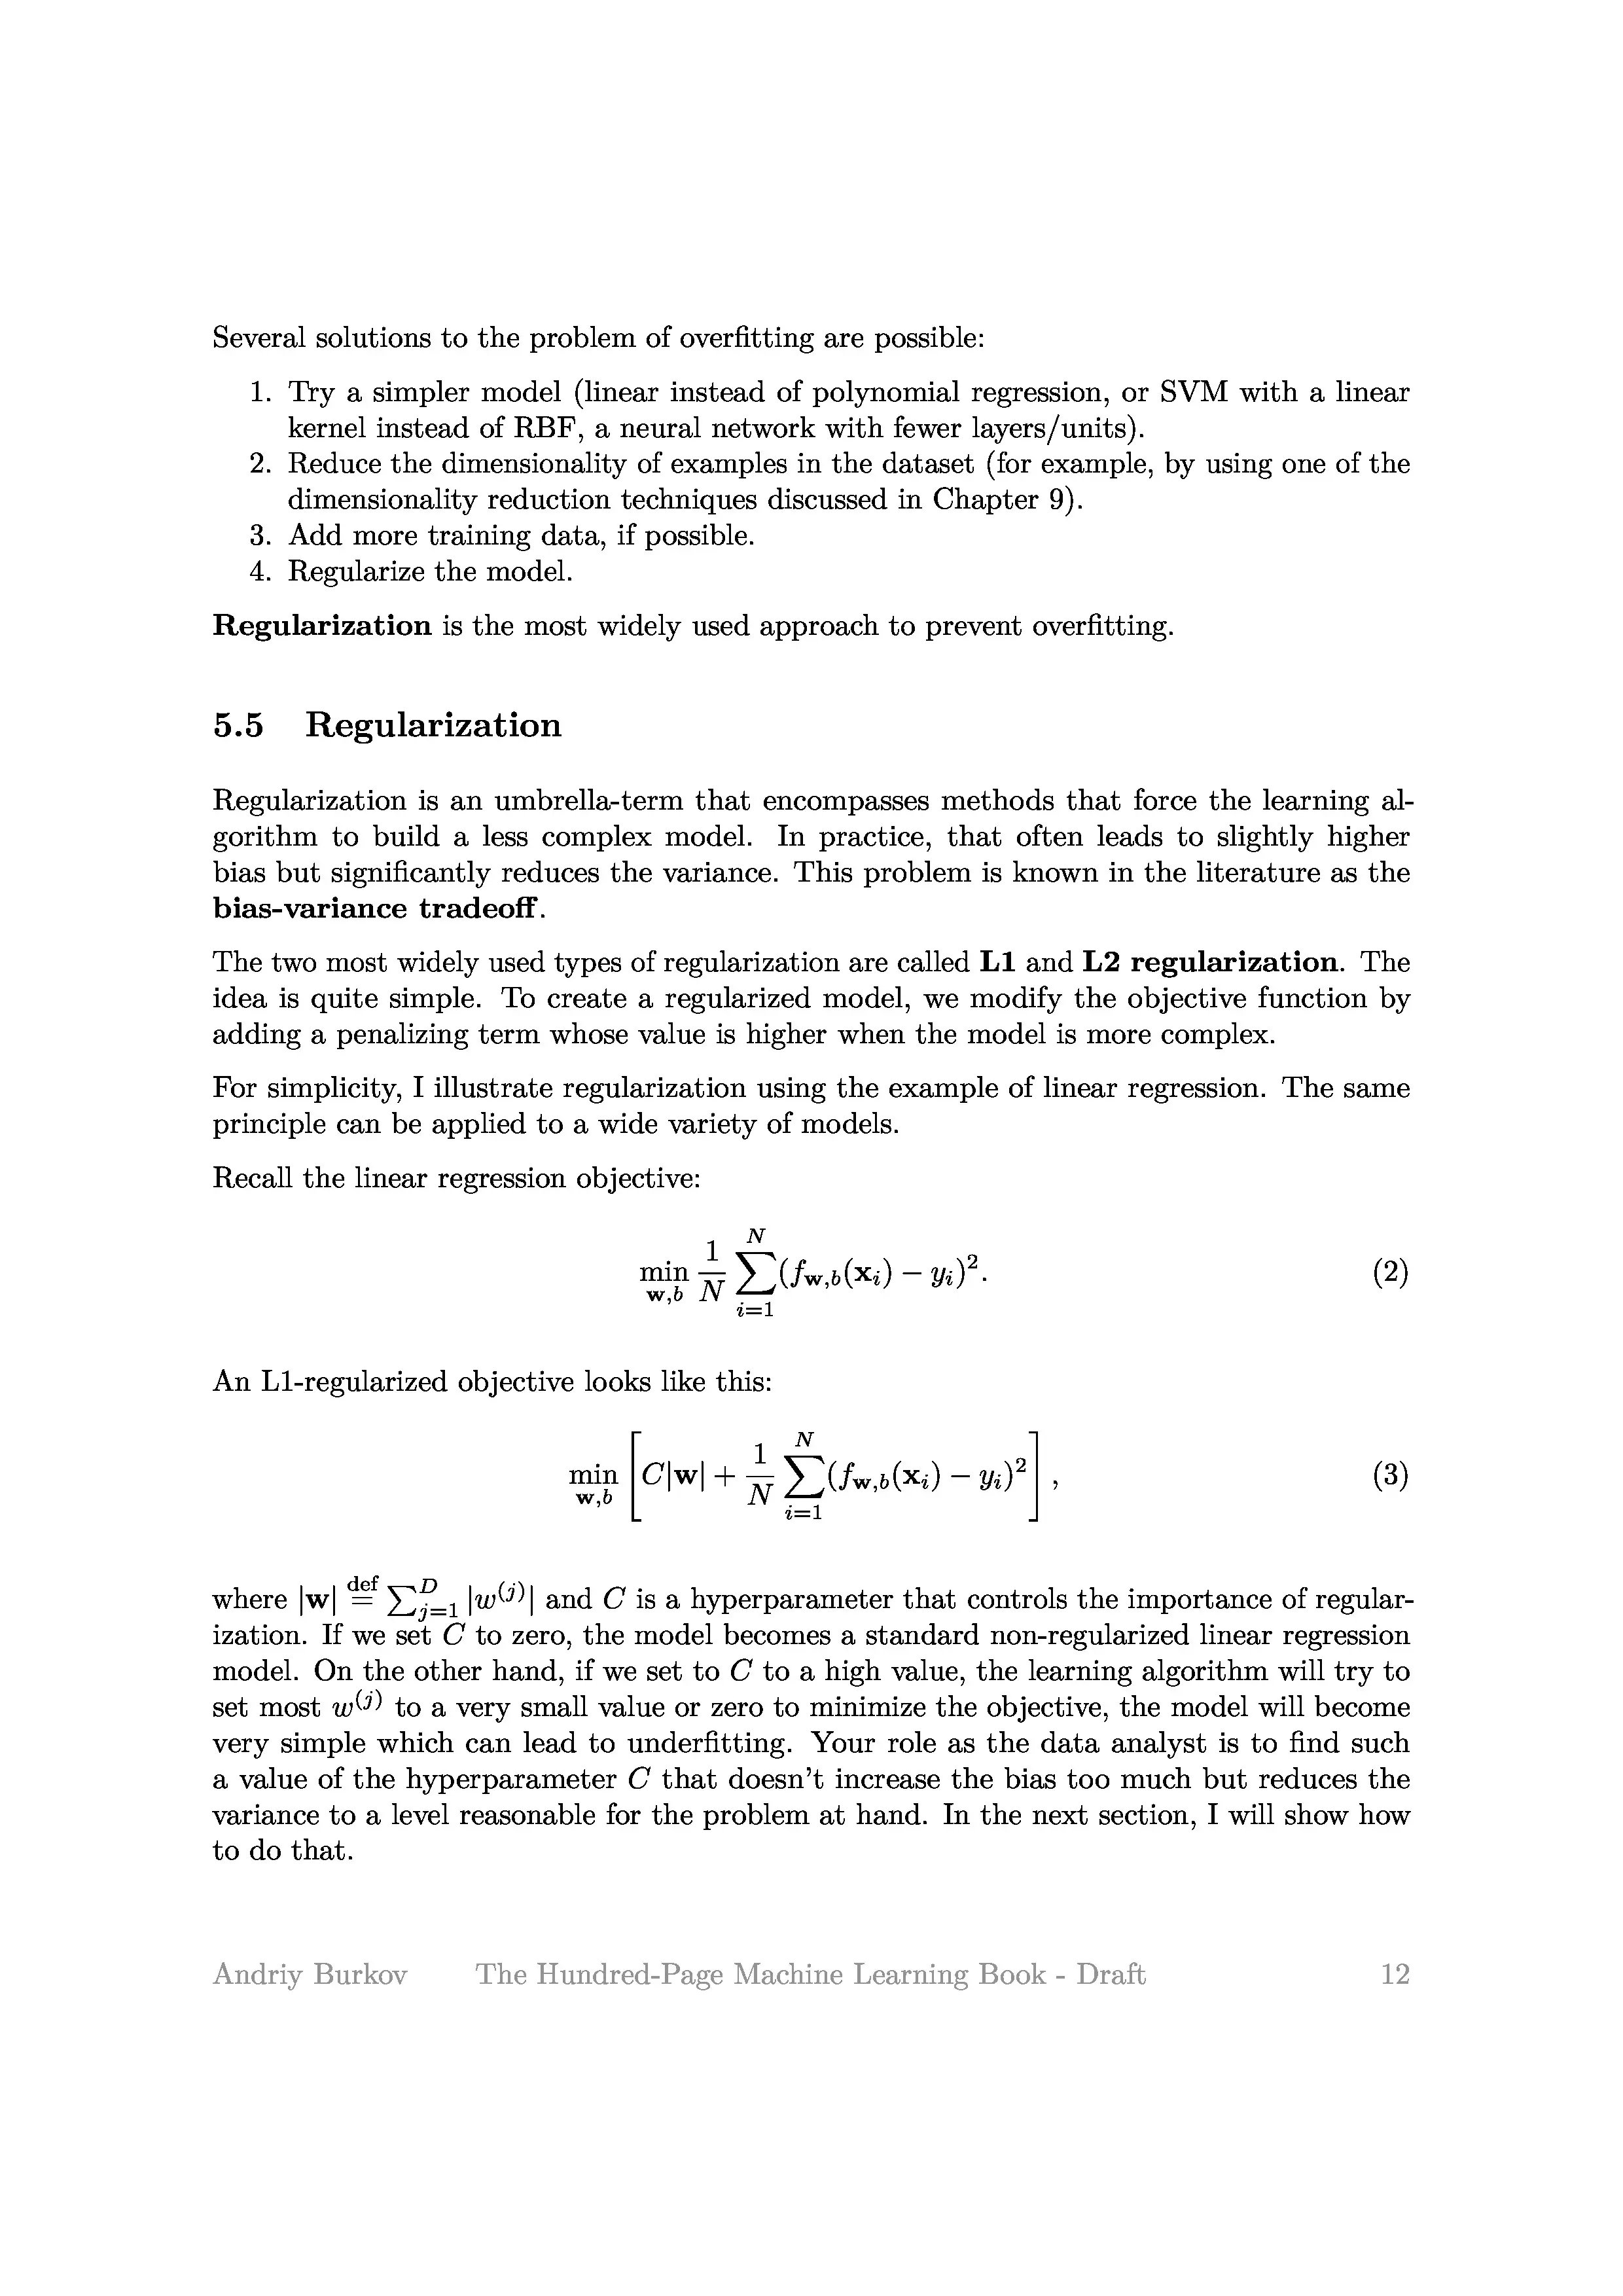 Several solutions to the problem of overfitting are possible:
1. Try a simpler model (linear instead of polynomial regression, or SVM with a linear
kernel instead of RBF, a neural network with fewer layers/units).
2. Reduce the dimensionality of examples in the dataset (for example, by using one of the
dimensionality reduction techniques discussed in Chapter 9).
3. Add more training data, if possible.
4. Regularize the model.
Regularization is the most widely used approach to prevent overfitting.
5.5 Regularization
Regularization is an umbrella-term that encompasses methods that force the learning al-
gorithm to build a less complex model. In practice, that often leads to slightly higher
bias but significantly reduces the variance. This problem is known in the literature as the
bias-variance tradeoff.
The two most widely used types of regularization are called L1 and L2 regularization. The
idea is quite simple. To create a regularized model, we modify the objective function by
adding a penalizing term whose value is higher when the model is more complex.
For simplicity, I illustrate regularization using the example of linear regression. The same
principle can be applied to a wide variety of models.
Recall the linear regression objective:
$\min_{\mathbf{w},b} \frac{1}{N} \sum_{i=1}^{N} (f_{\mathbf{w},b}(\mathbf{x}_i) - y_i)^2.$ (2)
An L1-regularized objective looks like this:
$\min_{\mathbf{w},b} \left[ C|\mathbf{w}| + \frac{1}{N} \sum_{i=1}^{N} (f_{\mathbf{w},b}(\mathbf{x}_i) - y_i)^2 \right],$ (3)
where $|\mathbf{w}| \stackrel{\text{def}}{=} \sum_{j=1}^{D} |w^{(j)}|$ and $C$ is a hyperparameter that controls the importance of regular-
ization. If we set $C$ to zero, the model becomes a standard non-regularized linear regression
model. On the other hand, if we set to $C$ to a high value, the learning algorithm will try to
set most $w^{(j)}$ to a very small value or zero to minimize the objective, the model will become
very simple which can lead to underfitting. Your role as the data analyst is to find such
a value of the hyperparameter $C$ that doesn't increase the bias too much but reduces the
variance to a level reasonable for the problem at hand. In the next section, I will show how
to do that.
Andriy Burkov The Hundred-Page Machine Learning Book - Draft 12